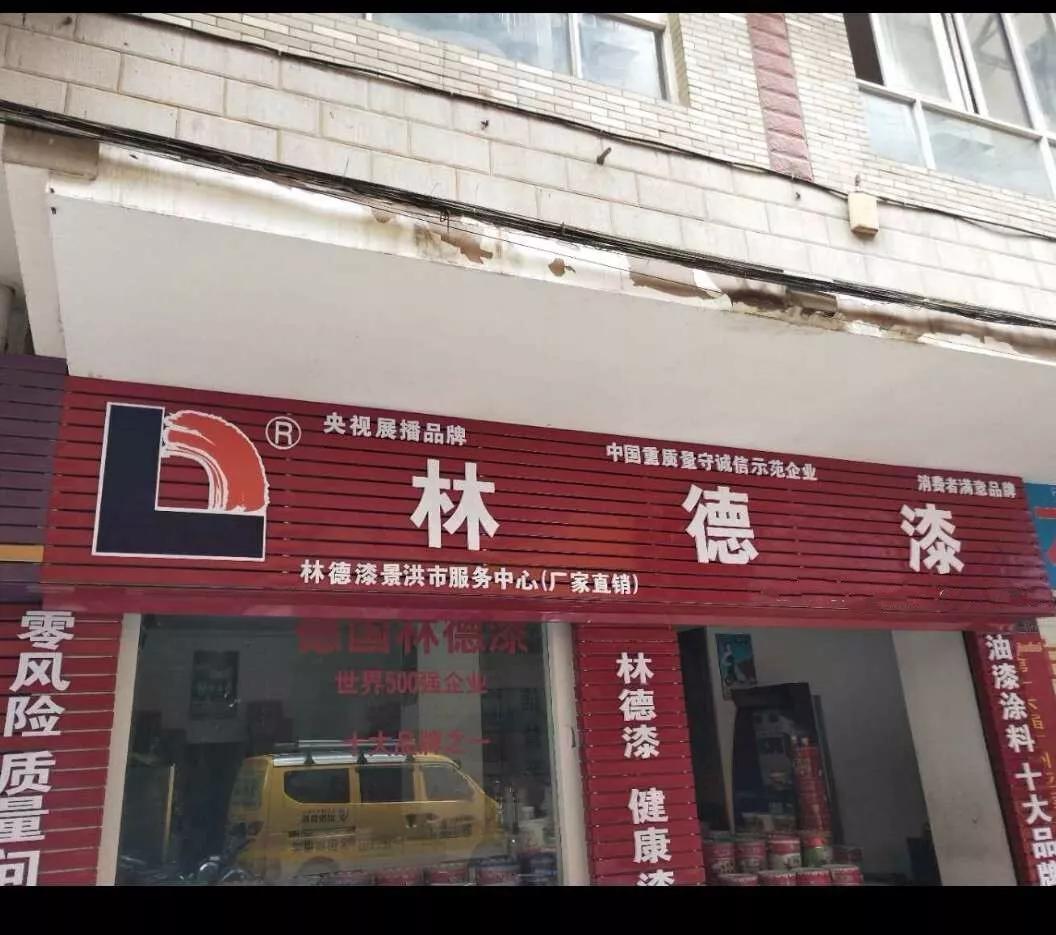 ®
央视展播品牌
中国重质量守诚信示范企业
消费者满意品牌
林德漆
林德漆景洪市服务中心(厂家直销)
零风险 质量问
德国林德漆
世界500强企业
十大品牌之一
林德漆 健康漆
油漆涂料十大品牌